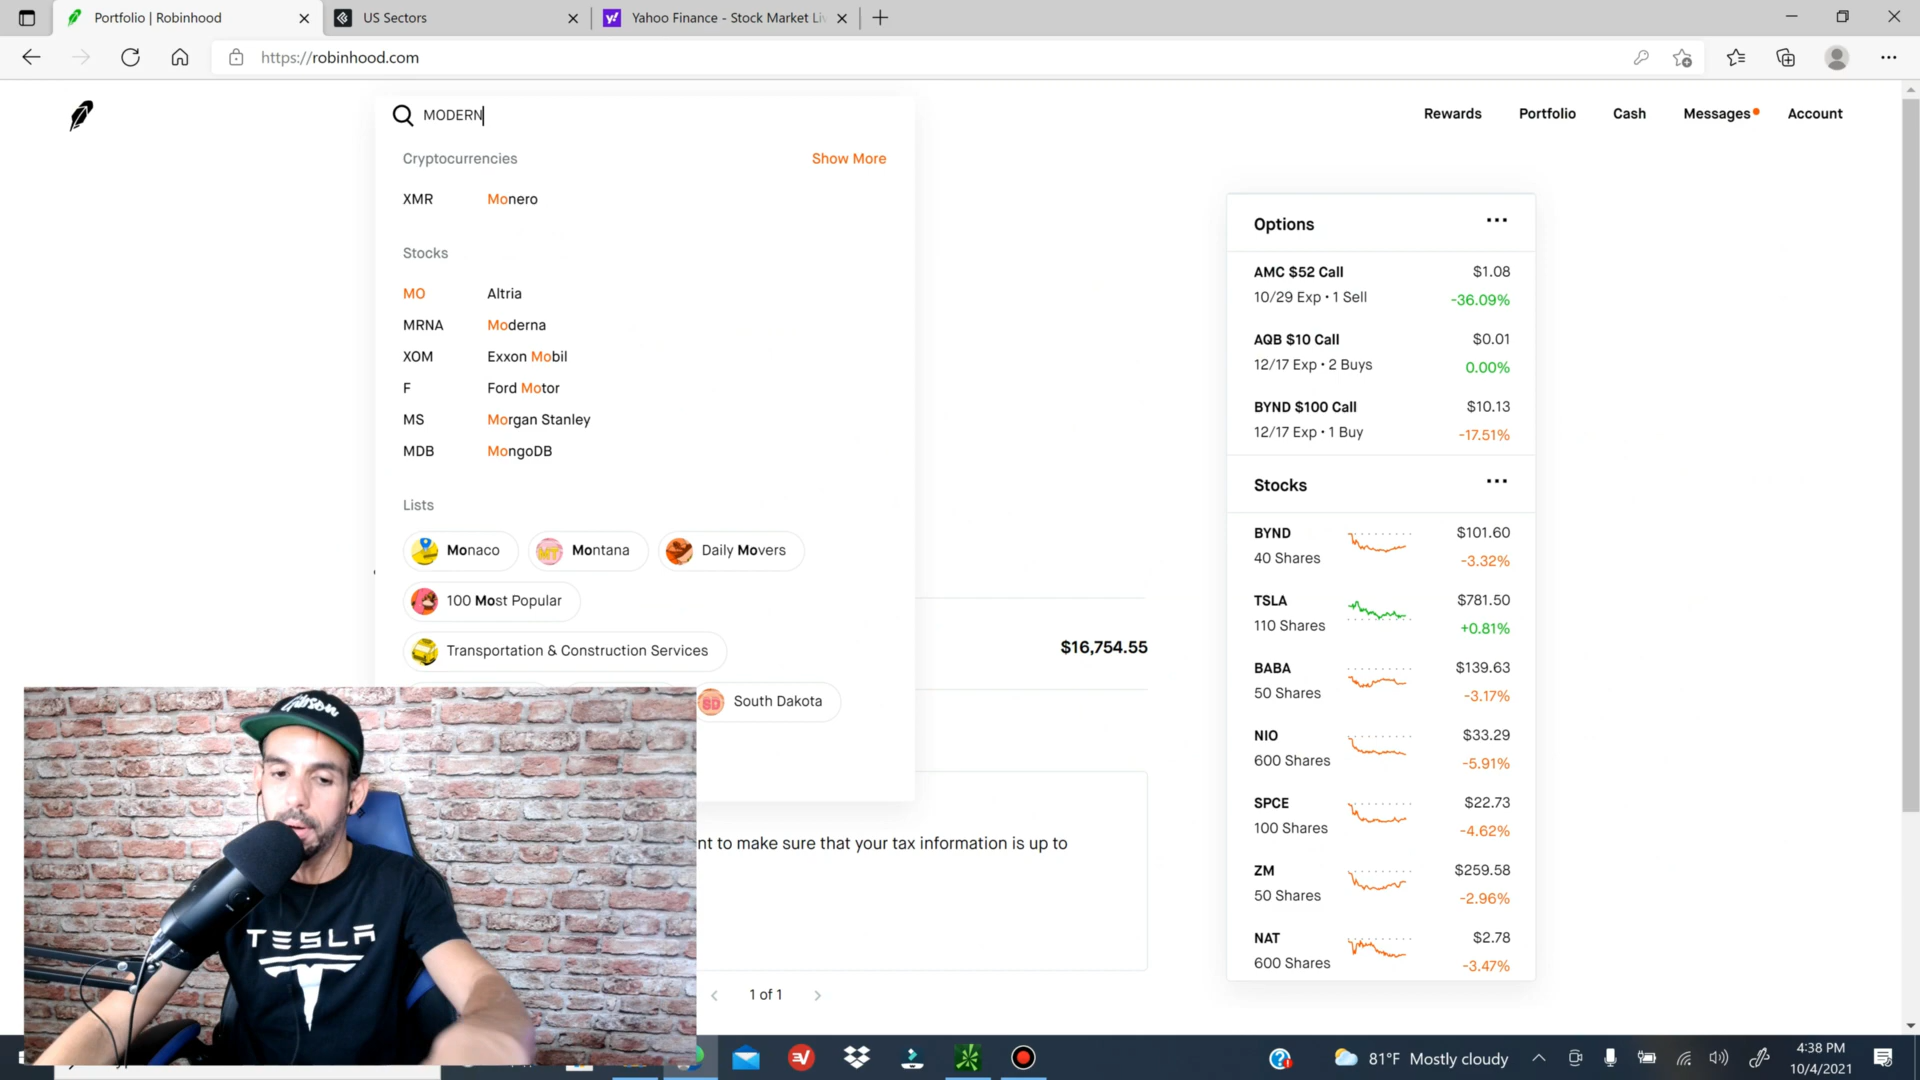 Portfolio | Robinhood
US Sectors
Yahoo Finance - Stock Market Liv
https://robinhood.com
MODERN
Rewards
Portfolio
Cash
Messages
Account
Cryptocurrencies
Show More
XMR Monero
Stocks
MO Altria
MRNA Moderna
XOM Exxon Mobil
F Ford Motor
MS Morgan Stanley
MDB MongoDB
Lists
Monaco
MT Montana
Daily Movers
100 Most Popular
Transportation & Construction Services
SD South Dakota
$16,754.55
nt to make sure that your tax information is up to
1 of 1
Options
AMC $52 Call $1.08
10/29 Exp • 1 Sell -36.09%
AQB $10 Call $0.01
12/17 Exp • 2 Buys 0.00%
BYND $100 Call $10.13
12/17 Exp • 1 Buy -17.51%
Stocks
BYND $101.60
40 Shares -3.32%
TSLA $781.50
110 Shares +0.81%
BABA $139.63
50 Shares -3.17%
NIO $33.29
600 Shares -5.91%
SPCE $22.73
100 Shares -4.62%
ZM $259.58
50 Shares -2.96%
NAT $2.78
600 Shares -3.47%
TESLA
81°F Mostly cloudy
4:38 PM
10/4/2021